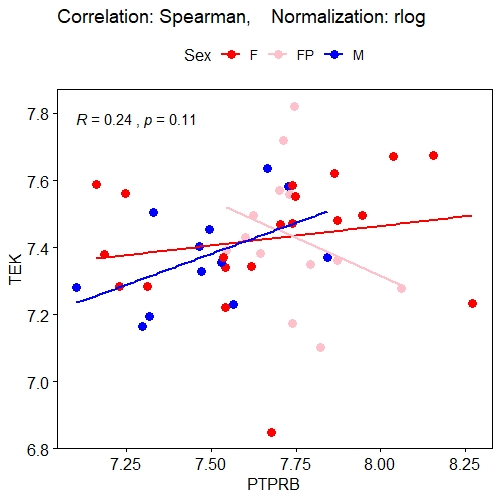 Correlation: Spearman,    Normalization: rlog
Sex F FP M
R = 0.24 , p = 0.11
7.8
7.6
7.4
7.2
7.0
6.8
TEK
7.25 7.50 7.75 8.00 8.25
PTPRB